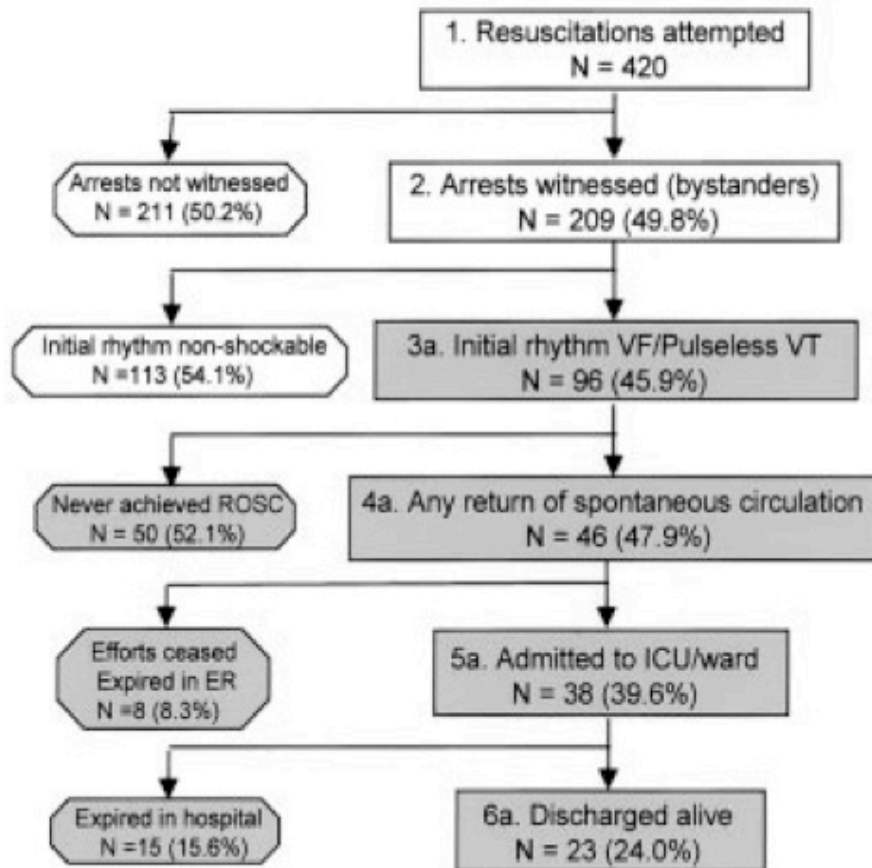 1. Resuscitations attempted
N = 420
Arrests not witnessed
N = 211 (50.2%)
2. Arrests witnessed (bystanders)
N = 209 (49.8%)
Initial rhythm non-shockable
N =113 (54.1%)
3a. Initial rhythm VF/Pulseless VT
N = 96 (45.9%)
Never achieved ROSC
N = 50 (52.1%)
4a. Any return of spontaneous circulation
N = 46 (47.9%)
Efforts ceased
Expired in ER
N =8 (8.3%)
5a. Admitted to ICU/ward
N = 38 (39.6%)
Expired in hospital
N =15 (15.6%)
6a. Discharged alive
N = 23 (24.0%)